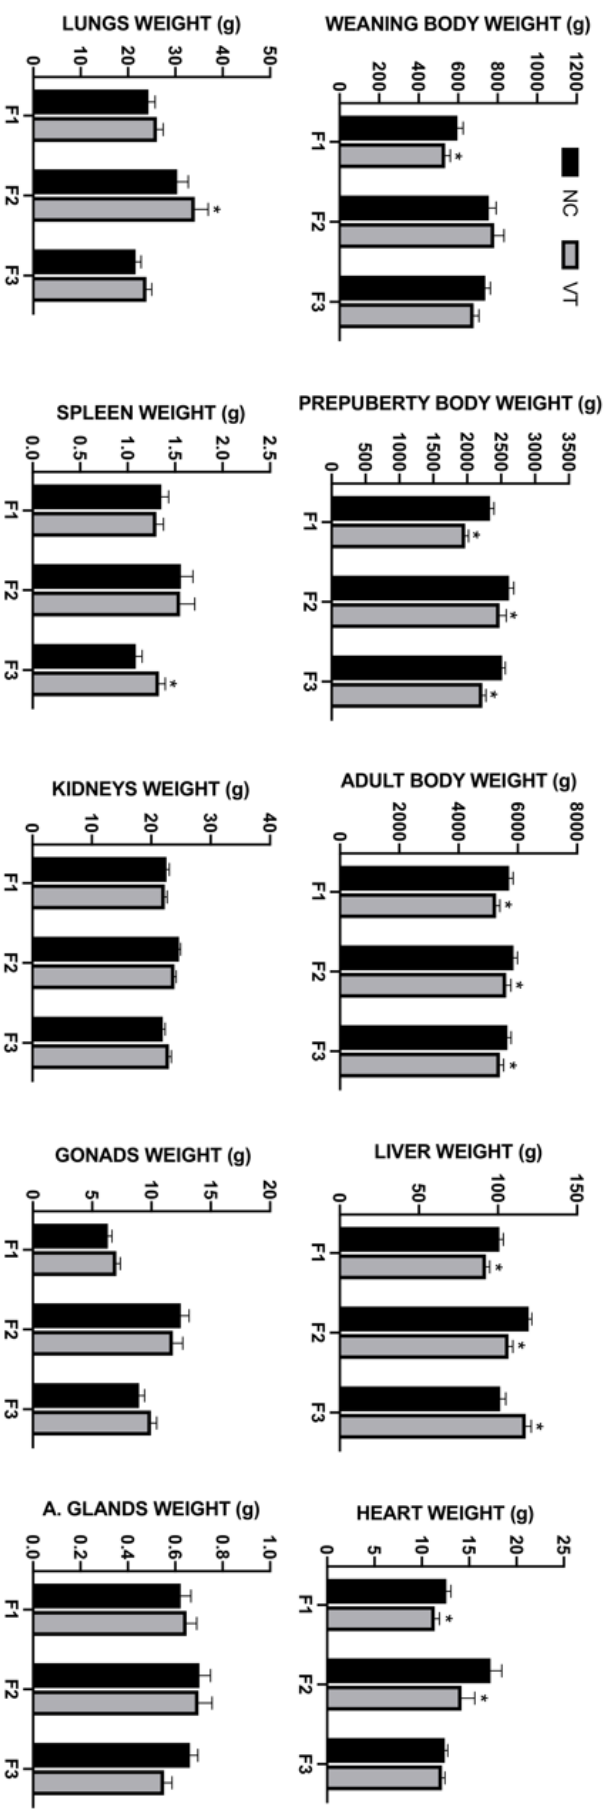 NC VT
WEANING BODY WEIGHT (g)
1200
1000
800
600
400
200
0
*
F1 F2 F3
PREPUBERTY BODY WEIGHT (g)
3500
3000
2500
2000
1500
1000
500
0
* * *
F1 F2 F3
ADULT BODY WEIGHT (g)
8000
6000
4000
2000
0
* * *
F1 F2 F3
LIVER WEIGHT (g)
150
100
50
0
* * *
F1 F2 F3
HEART WEIGHT (g)
25
20
15
10
5
0
* *
F1 F2 F3
LUNGS WEIGHT (g)
50
40
30
20
10
0
*
F1 F2 F3
SPLEEN WEIGHT (g)
2.5
2.0
1.5
1.0
0.5
0.0
*
F1 F2 F3
KIDNEYS WEIGHT (g)
40
30
20
10
0
F1 F2 F3
GONADS WEIGHT (g)
20
15
10
5
0
F1 F2 F3
A. GLANDS WEIGHT (g)
1.0
0.8
0.6
0.4
0.2
0.0
F1 F2 F3